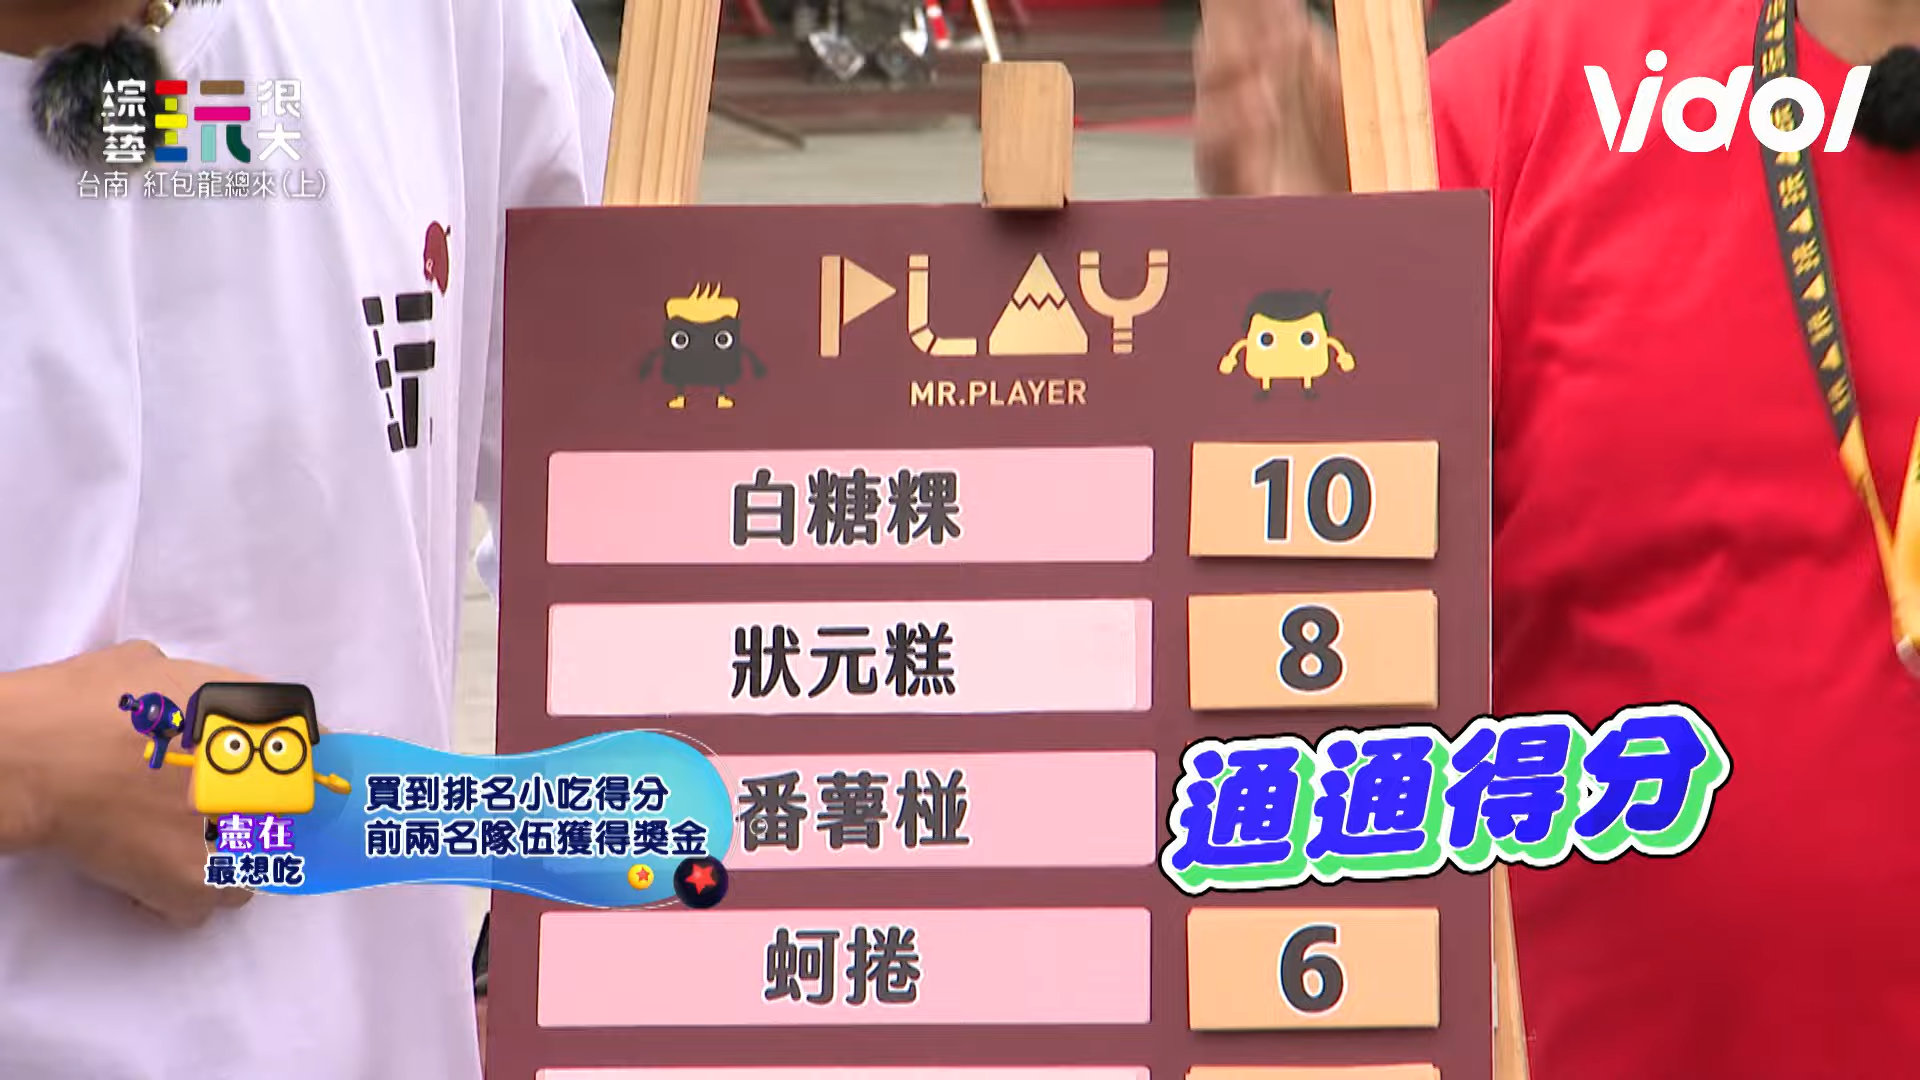 綜藝玩很大
台南 紅包龍總來(上)
Vidol
PLAY
MR.PLAYER
白糖粿 10
狀元糕 8
番薯椪
通通得分
蚵捲 6
憲在
最想吃
買到排名小吃得分
前兩名隊伍獲得獎金